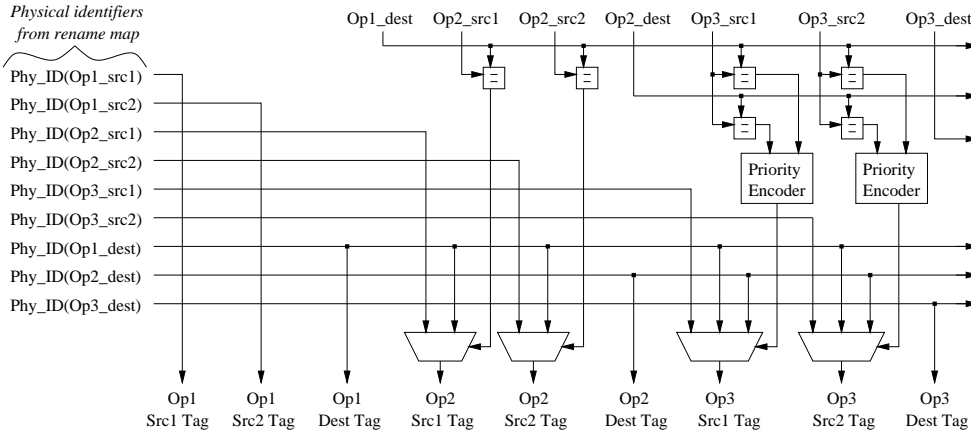 Physical identifiers
from rename map
Op1_dest Op2_src1 Op2_src2 Op2_dest Op3_src1 Op3_src2 Op3_dest
Phy_ID(Op1_src1)
Phy_ID(Op1_src2)
Phy_ID(Op2_src1)
Phy_ID(Op2_src2)
Phy_ID(Op3_src1)
Phy_ID(Op3_src2)
Phy_ID(Op1_dest)
Phy_ID(Op2_dest)
Phy_ID(Op3_dest)
= = = =
= =
Priority Priority
Encoder Encoder
Op1 Op1 Op1 Op2 Op2 Op2 Op3 Op3 Op3
Src1 Tag Src2 Tag Dest Tag Src1 Tag Src2 Tag Dest Tag Src1 Tag Src2 Tag Dest Tag